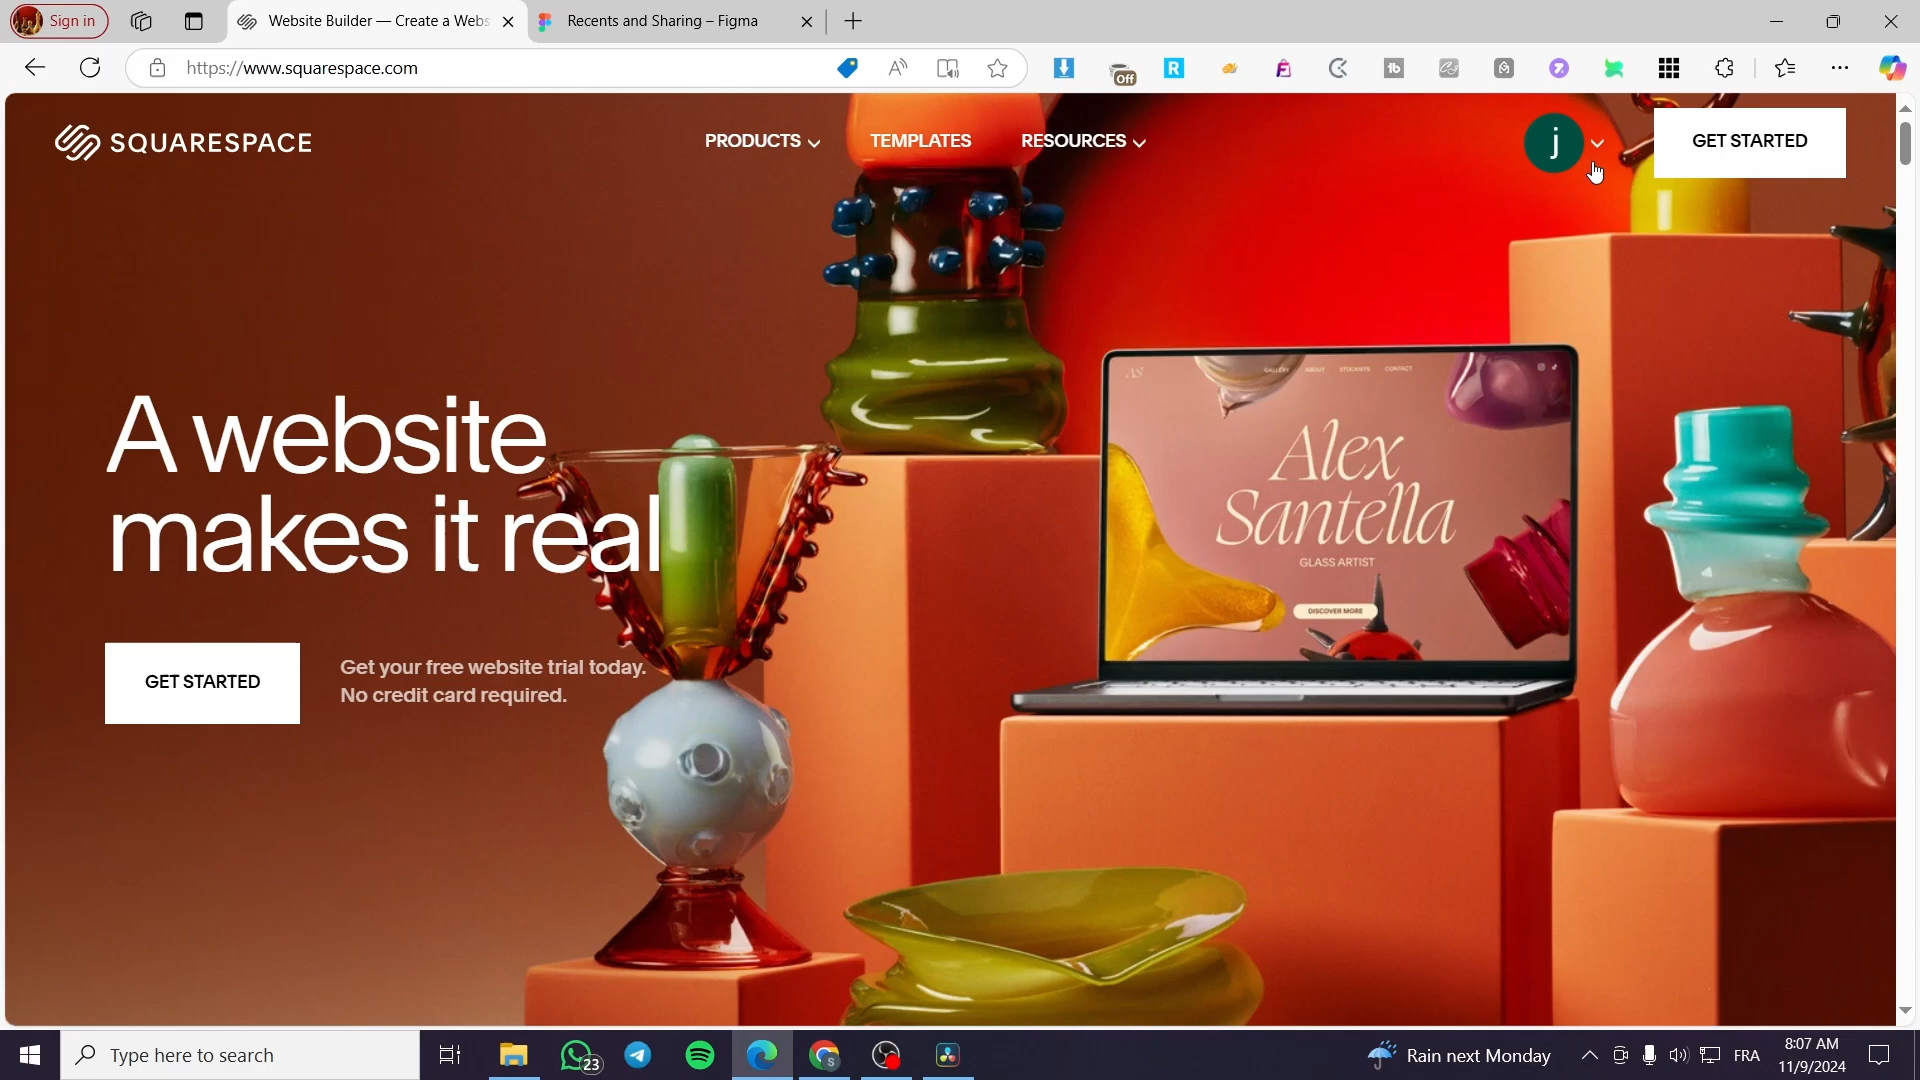 Sign in
Website Builder — Create a Webs
Recents and Sharing – Figma
https://www.squarespace.com
Off
SQUARESPACE
PRODUCTS
TEMPLATES
RESOURCES
j
GET STARTED
A website
makes it real
GET STARTED
Get your free website trial today.
No credit card required.
AS
GALLERY ABOUT STOCKISTS CONTACT
Alex
Santella
GLASS ARTIST
DISCOVER MORE
Type here to search
23
Rain next Monday
FRA
8:07 AM
11/9/2024